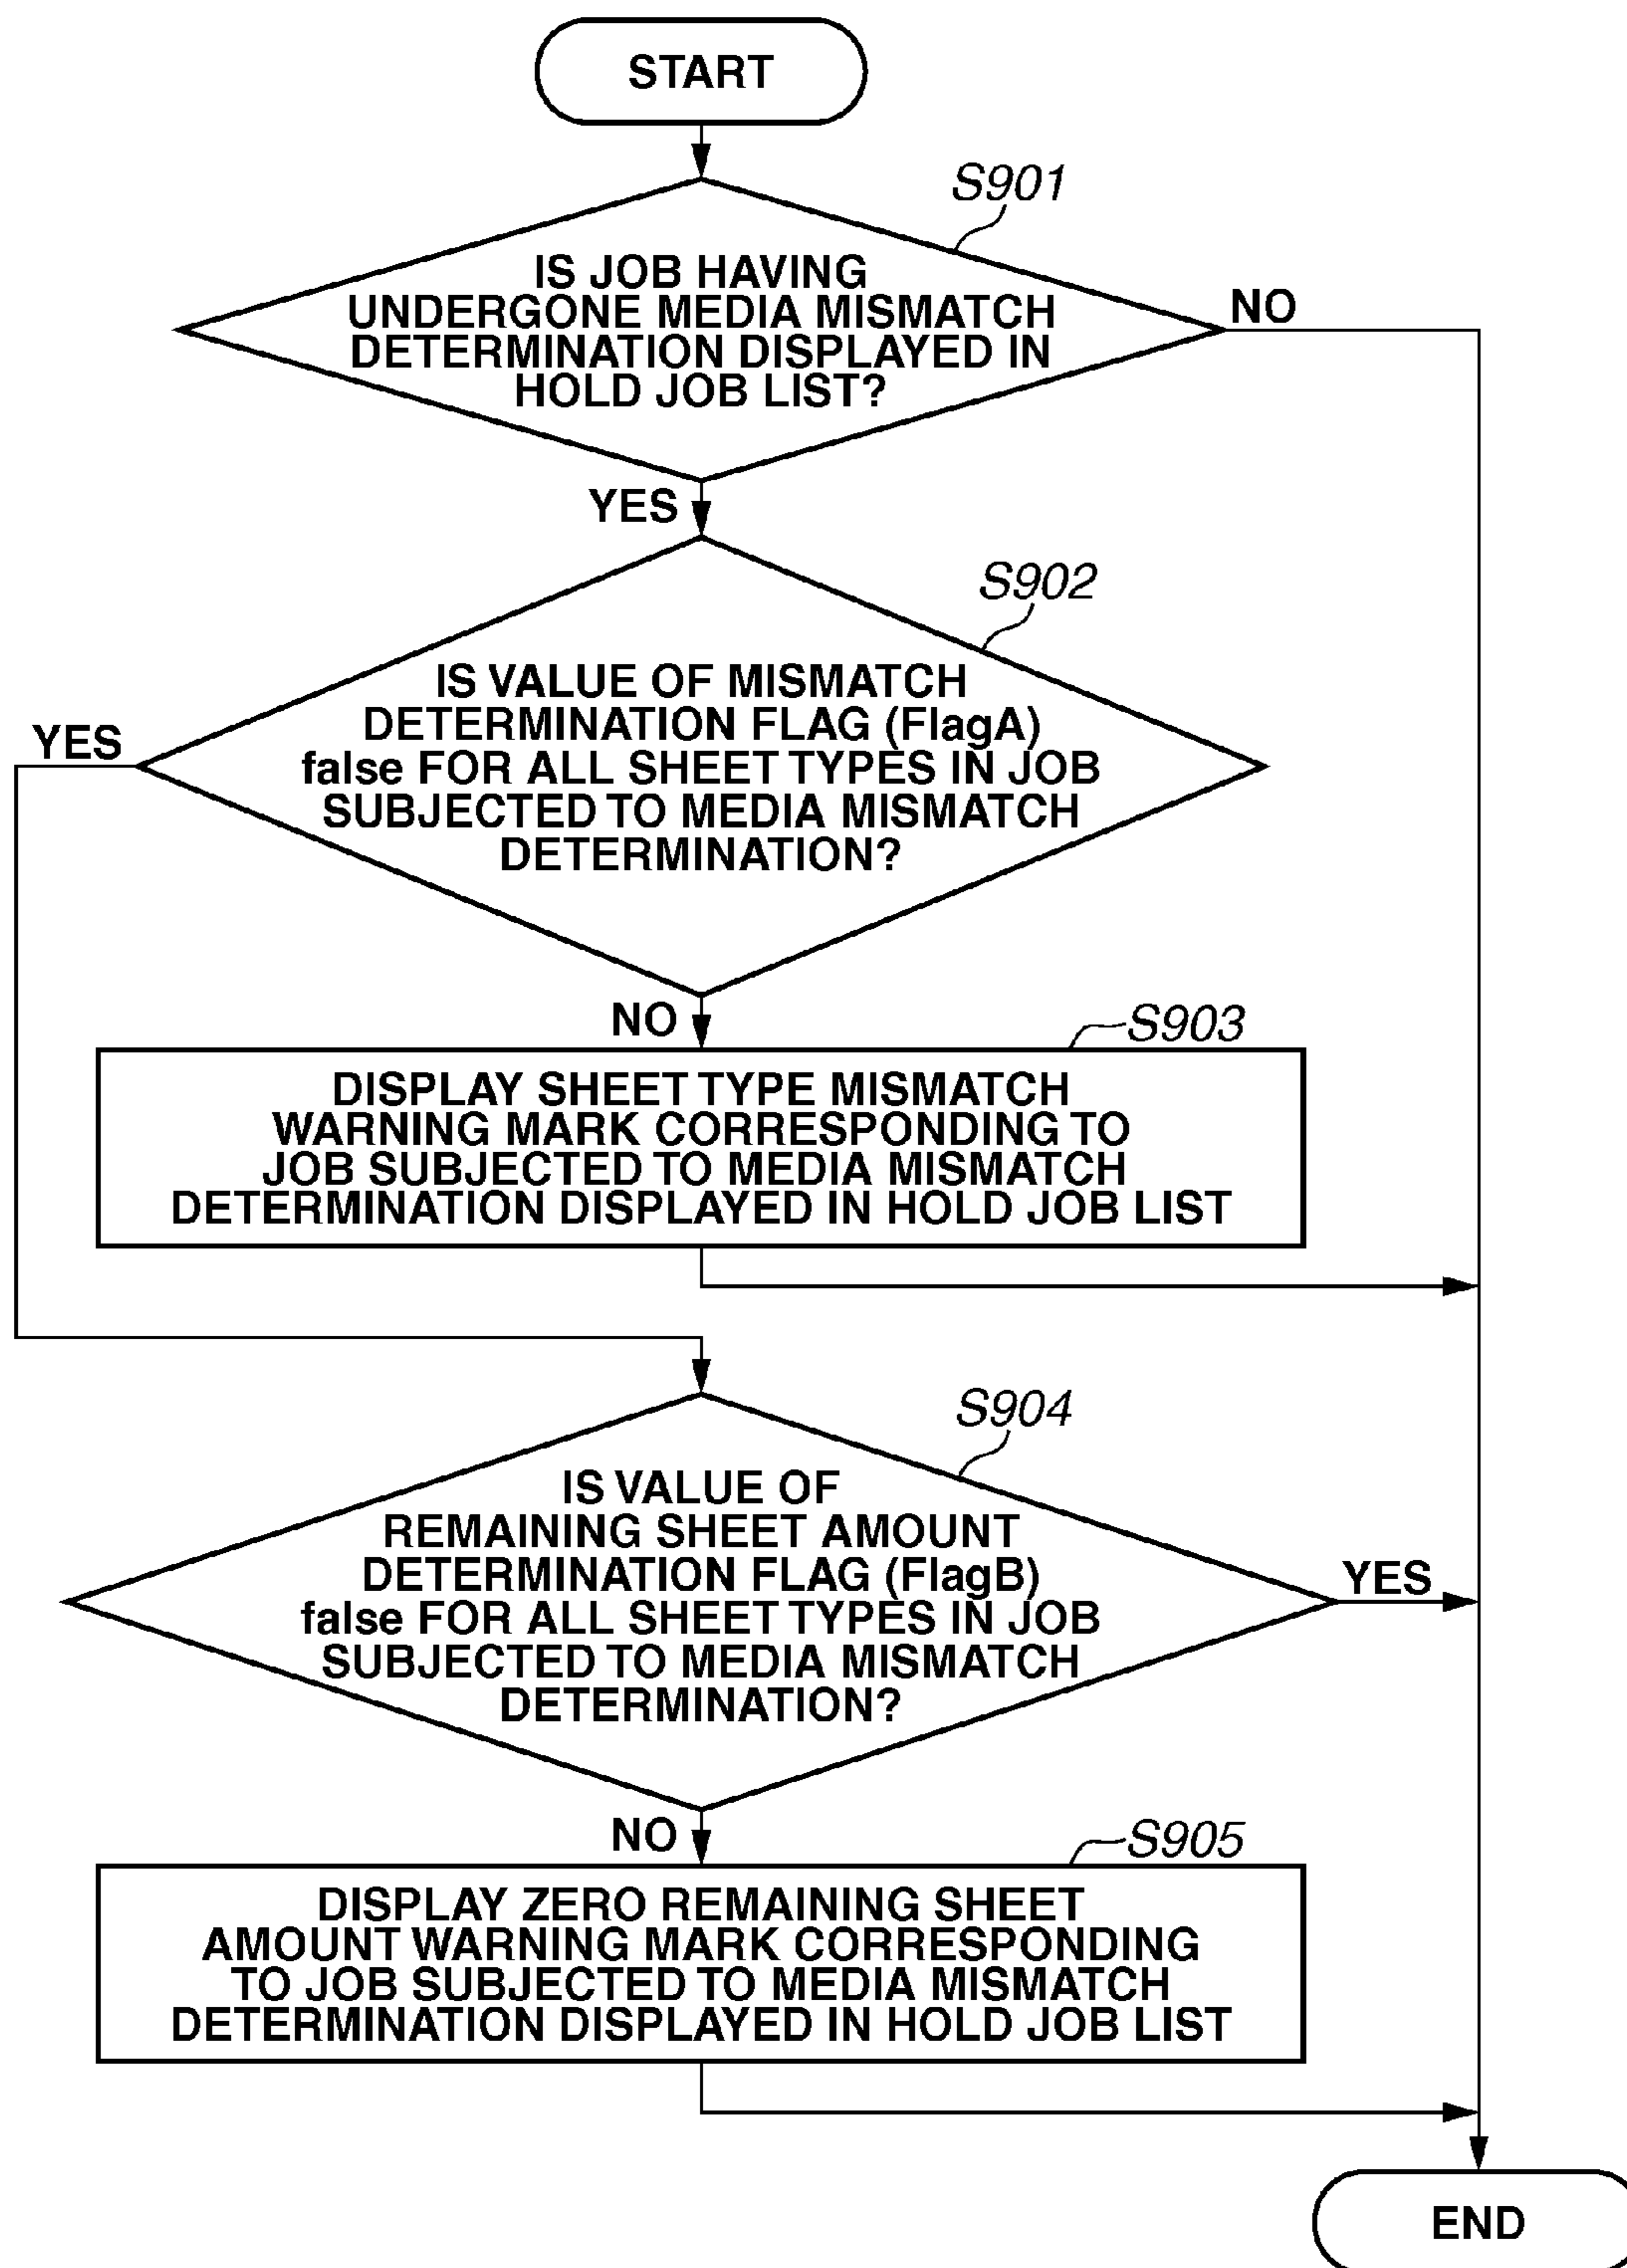 START
S901
IS JOB HAVING
UNDERGONE MEDIA MISMATCH
DETERMINATION DISPLAYED IN
HOLD JOB LIST?
NO
YES
S902
IS VALUE OF MISMATCH
DETERMINATION FLAG (FlagA)
false FOR ALL SHEET TYPES IN JOB
SUBJECTED TO MEDIA MISMATCH
DETERMINATION?
YES
NO
S903
DISPLAY SHEET TYPE MISMATCH
WARNING MARK CORRESPONDING TO
JOB SUBJECTED TO MEDIA MISMATCH
DETERMINATION DISPLAYED IN HOLD JOB LIST
S904
IS VALUE OF
REMAINING SHEET AMOUNT
DETERMINATION FLAG (FlagB)
false FOR ALL SHEET TYPES IN JOB
SUBJECTED TO MEDIA MISMATCH
DETERMINATION?
YES
NO
S905
DISPLAY ZERO REMAINING SHEET
AMOUNT WARNING MARK CORRESPONDING
TO JOB SUBJECTED TO MEDIA MISMATCH
DETERMINATION DISPLAYED IN HOLD JOB LIST
END